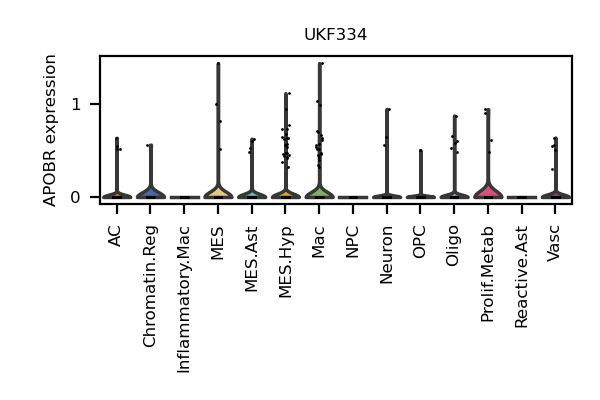 UKF334
APOBR expression
1
0
AC
Chromatin.Reg
Inflammatory.Mac
MES
MES.Ast
MES.Hyp
Mac
NPC
Neuron
OPC
Oligo
Prolif.Metab
Reactive.Ast
Vasc